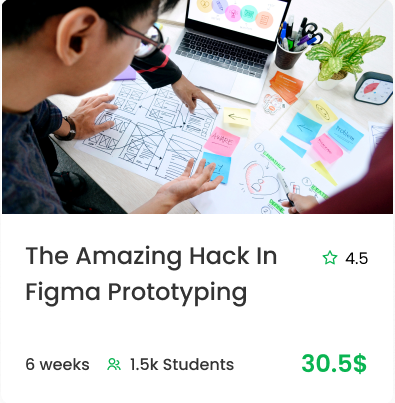 The Amazing Hack In
4.5
Figma Prototyping
6 weeks
1.5k Students
30.5$